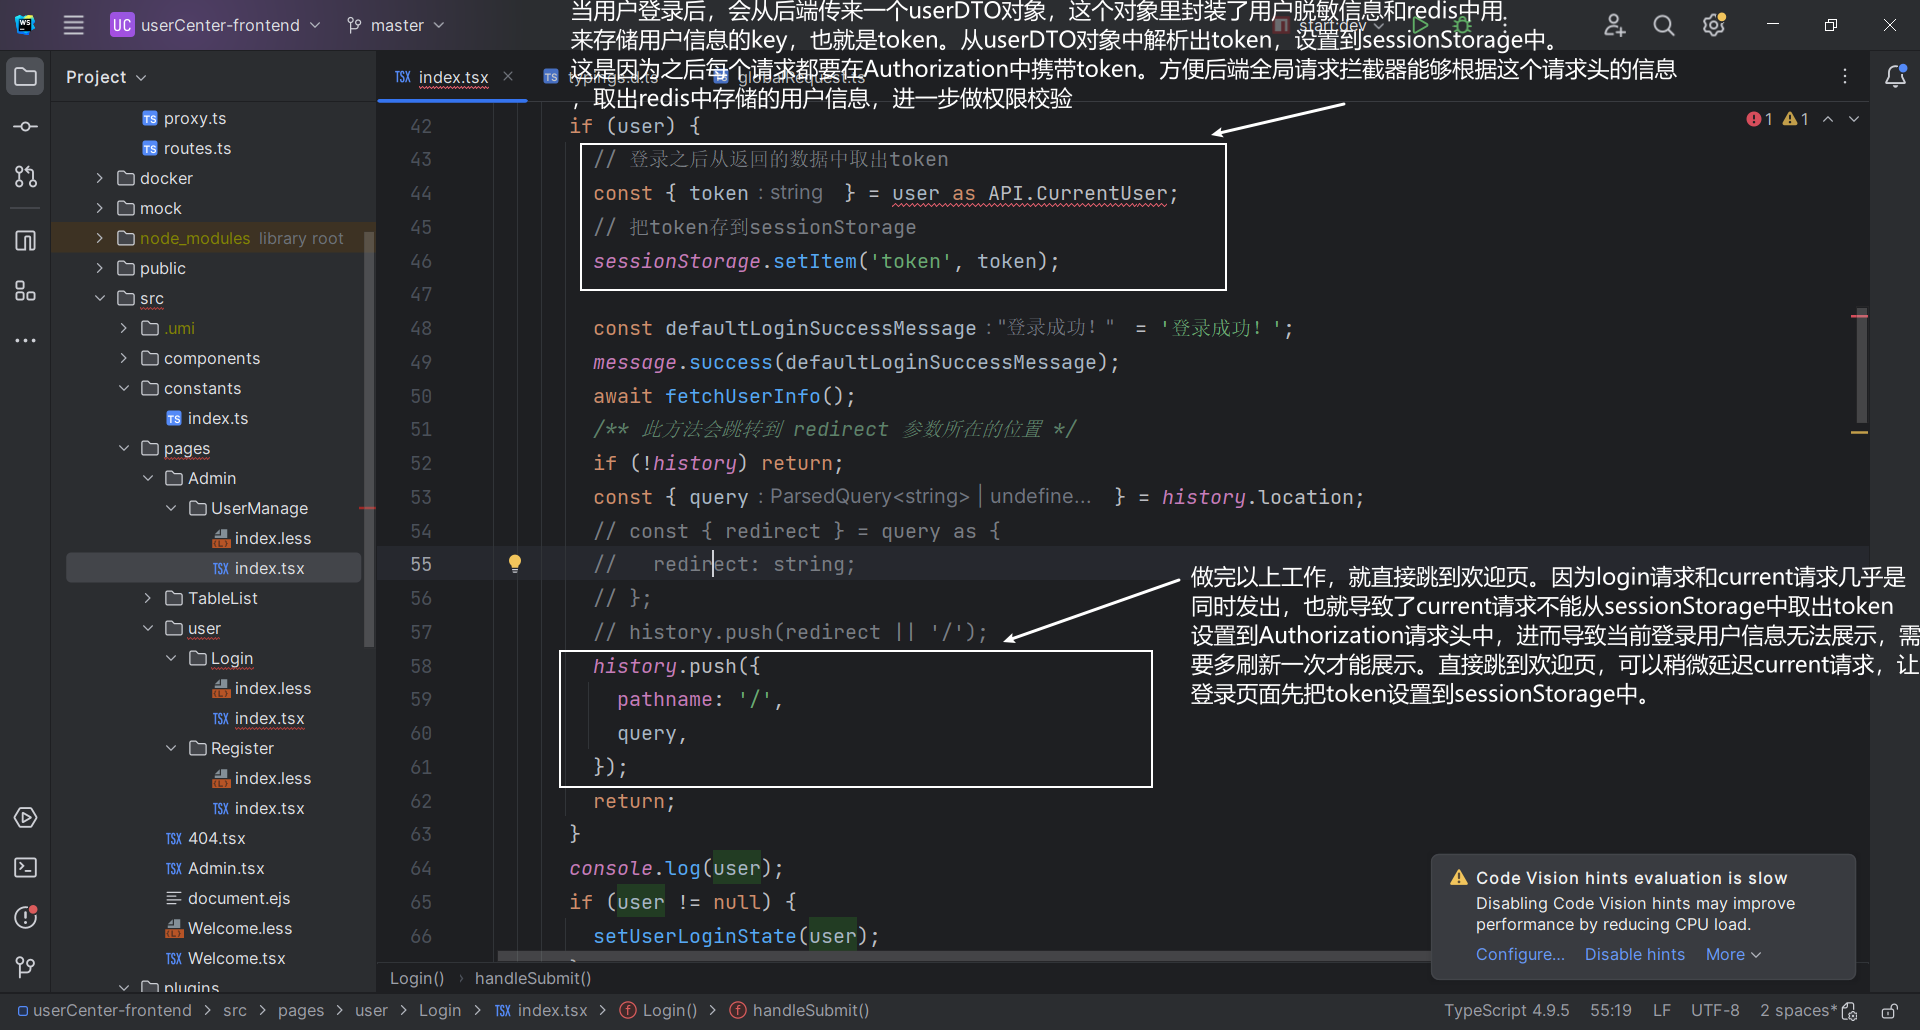 当用户登录后，会从后端传来一个userDTO对象，这个对象里封装了用户脱敏信息和redis中用
来存储用户信息的key，也就是token。从userDTO对象中解析出token，设置到sessionStorage中。
这是因为之后每个请求都要在Authorization中携带token。方便后端全局请求拦截器能够根据这个请求头的信息
，取出redis中存储的用户信息，进一步做权限校验
UC userCenter-frontend master start:dev
Project
index.tsx typings.d.ts globalRequest.ts
proxy.ts
routes.ts
docker
mock
node_modules library root
public
src
.umi
components
constants
index.ts
pages
Admin
UserManage
index.less
index.tsx
TableList
user
Login
index.less
index.tsx
Register
index.less
index.tsx
404.tsx
Admin.tsx
document.ejs
Welcome.less
Welcome.tsx
plugins
1 1
42 if (user) {
43 // 登录之后从返回的数据中取出token
44 const { token : string } = user as API.CurrentUser;
45 // 把token存到sessionStorage
46 sessionStorage.setItem('token', token);
47
48 const defaultLoginSuccessMessage : "登录成功！" = '登录成功！';
49 message.success(defaultLoginSuccessMessage);
50 await fetchUserInfo();
51 /** 此方法会跳转到 redirect 参数所在的位置 */
52 if (!history) return;
53 const { query : ParsedQuery<string> | undefine... } = history.location;
54 // const { redirect } = query as {
55 //   redirect: string;
56 // };
57 // history.push(redirect || '/');
58 history.push({
59 pathname: '/',
60 query,
61 });
62 return;
63 }
64 console.log(user);
65 if (user != null) {
66 setUserLoginState(user);
做完以上工作，就直接跳到欢迎页。因为login请求和current请求几乎是
同时发出，也就导致了current请求不能从sessionStorage中取出token
设置到Authorization请求头中，进而导致当前登录用户信息无法展示，需
要多刷新一次才能展示。直接跳到欢迎页，可以稍微延迟current请求，让
登录页面先把token设置到sessionStorage中。
Code Vision hints evaluation is slow
Disabling Code Vision hints may improve
performance by reducing CPU load.
Configure... Disable hints More
Login() › handleSubmit()
userCenter-frontend > src > pages > user > Login > TSX index.tsx > Login() > handleSubmit()
TypeScript 4.9.5 55:19 LF UTF-8 2 spaces*